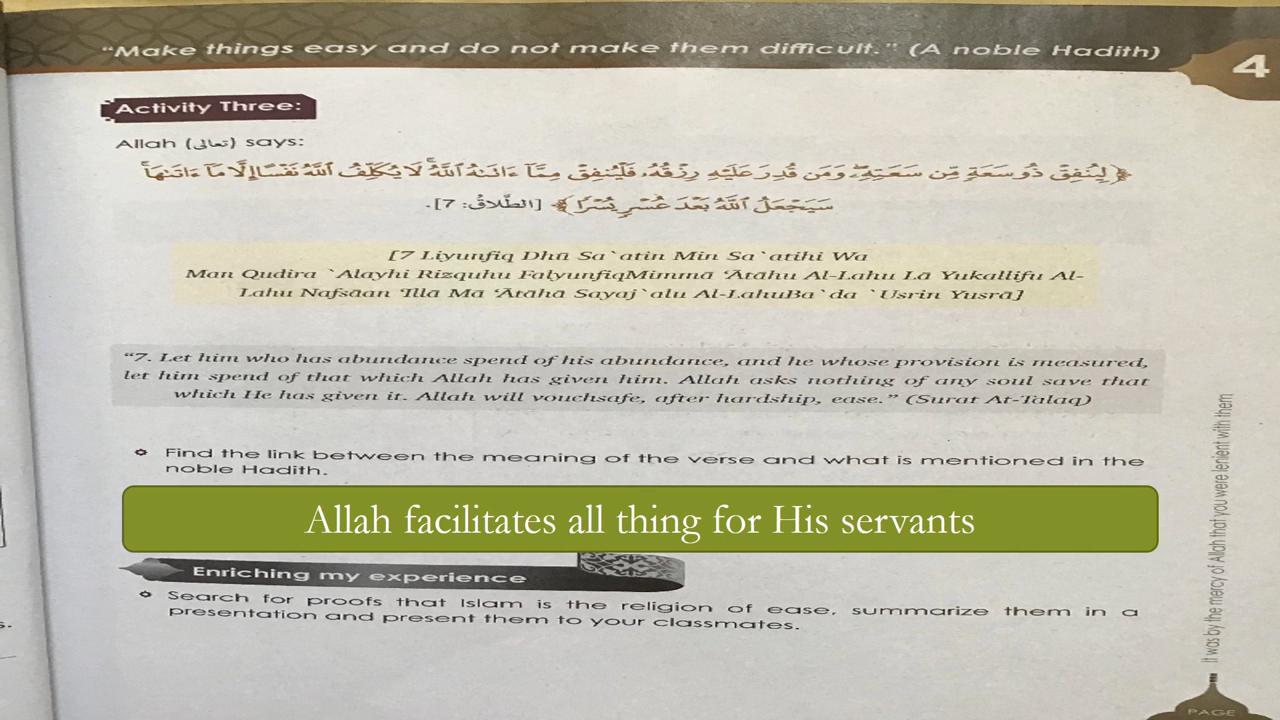 “Make things easy and do not make them difficult.” (A noble Hadith)
4
Activity Three:
Allah (تعالى) says:
﴿ لِيُنفِقْ ذُو سَعَةٍ مِّن سَعَتِهِۦۖ وَمَن قُدِرَ عَلَيْهِ رِزْقُهُۥ فَلْيُنفِقْ مِمَّآ ءَاتَىٰهُ ٱللَّهُۚ لَا يُكَلِّفُ ٱللَّهُ نَفْسًا إِلَّا مَآ ءَاتَىٰهَاۚ
سَيَجْعَلُ ٱللَّهُ بَعْدَ عُسْرٍ يُسْرًا ﴾ [الطَّلاقُ: 7].
[7 Liyunfiq Dhū Sa`atin Min Sa`atihi Wa
Man Qudira `Alayhi Rizquhu FalyunfiqMimmā 'Ātāhu Al-Lahu Lā Yukallifu Al-
Lahu Nafsāan 'Illā Mā 'Ātāhā Sayaj`alu Al-LahuBa`da `Usrin Yusrā]
“7. Let him who has abundance spend of his abundance, and he whose provision is measured,
let him spend of that which Allah has given him. Allah asks nothing of any soul save that
which He has given it. Allah will vouchsafe, after hardship, ease.” (Surat At-Talaq)
Find the link between the meaning of the verse and what is mentioned in the
noble Hadith.
Allah facilitates all thing for His servants
Enriching my experience
Search for proofs that Islam is the religion of ease, summarize them in a
presentation and present them to your classmates.
It was by the mercy of Allah that you were lenient with them
PAGE